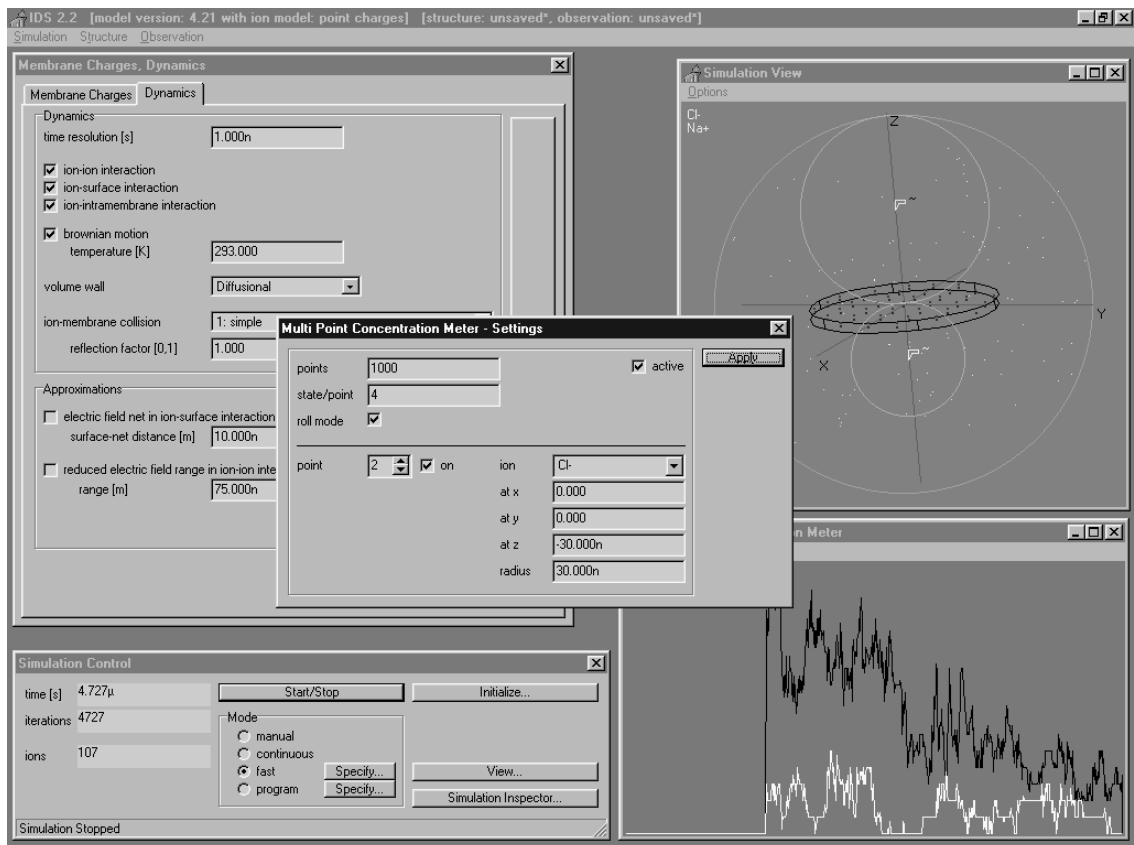 IDS 2.2 [model version: 4.21 with ion model: point charges] [structure: unsaved*, observation: unsaved*]
Simulation Structure Observation
Membrane Charges, Dynamics
Membrane Charges Dynamics
Dynamics
time resolution [s] 1.000n
ion-ion interaction
ion-surface interaction
ion-intramembrane interaction
brownian motion
temperature [K] 293.000
volume wall Diffusional
ion-membrane collision 1: simple
reflection factor [0,1] 1.000
Approximations
electric field net in ion-surface interaction
surface-net distance [m] 10.000n
reduced electric field range in ion-ion inte
range [m] 75.000n
Simulation View
Options
Cl-
Na+
Z
~
Y
~
X
Multi Point Concentration Meter - Settings
points 1000
active
Apply
state/point 4
roll mode
point 2 on ion Cl-
at x 0.000
at y 0.000
at z -30.000n
radius 30.000n
on Meter
Simulation Control
time [s] 4.727µ
Start/Stop
Initialize...
iterations 4727
Mode
manual
ions 107
continuous
fast Specify...
View...
program Specify...
Simulation Inspector...
Simulation Stopped